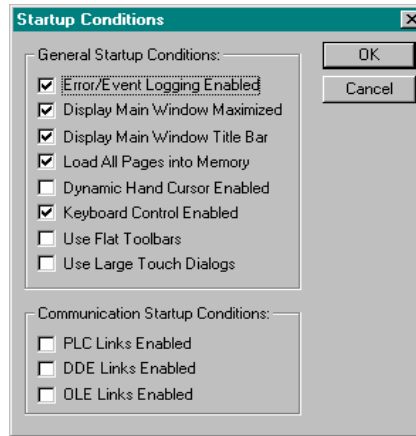 Startup Conditions
General Startup Conditions:
OK
Error/Event Logging Enabled
Cancel
Display Main Window Maximized
Display Main Window Title Bar
Load All Pages into Memory
Dynamic Hand Cursor Enabled
Keyboard Control Enabled
Use Flat Toolbars
Use Large Touch Dialogs
Communication Startup Conditions:
PLC Links Enabled
DDE Links Enabled
OLE Links Enabled